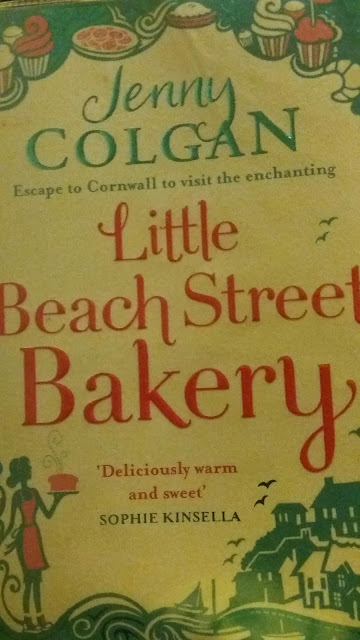 Jenny
COLGAN
Escape to Cornwall to visit the enchanting
Little
Beach Street
Bakery
'Deliciously warm
and sweet'
SOPHIE KINSELLA